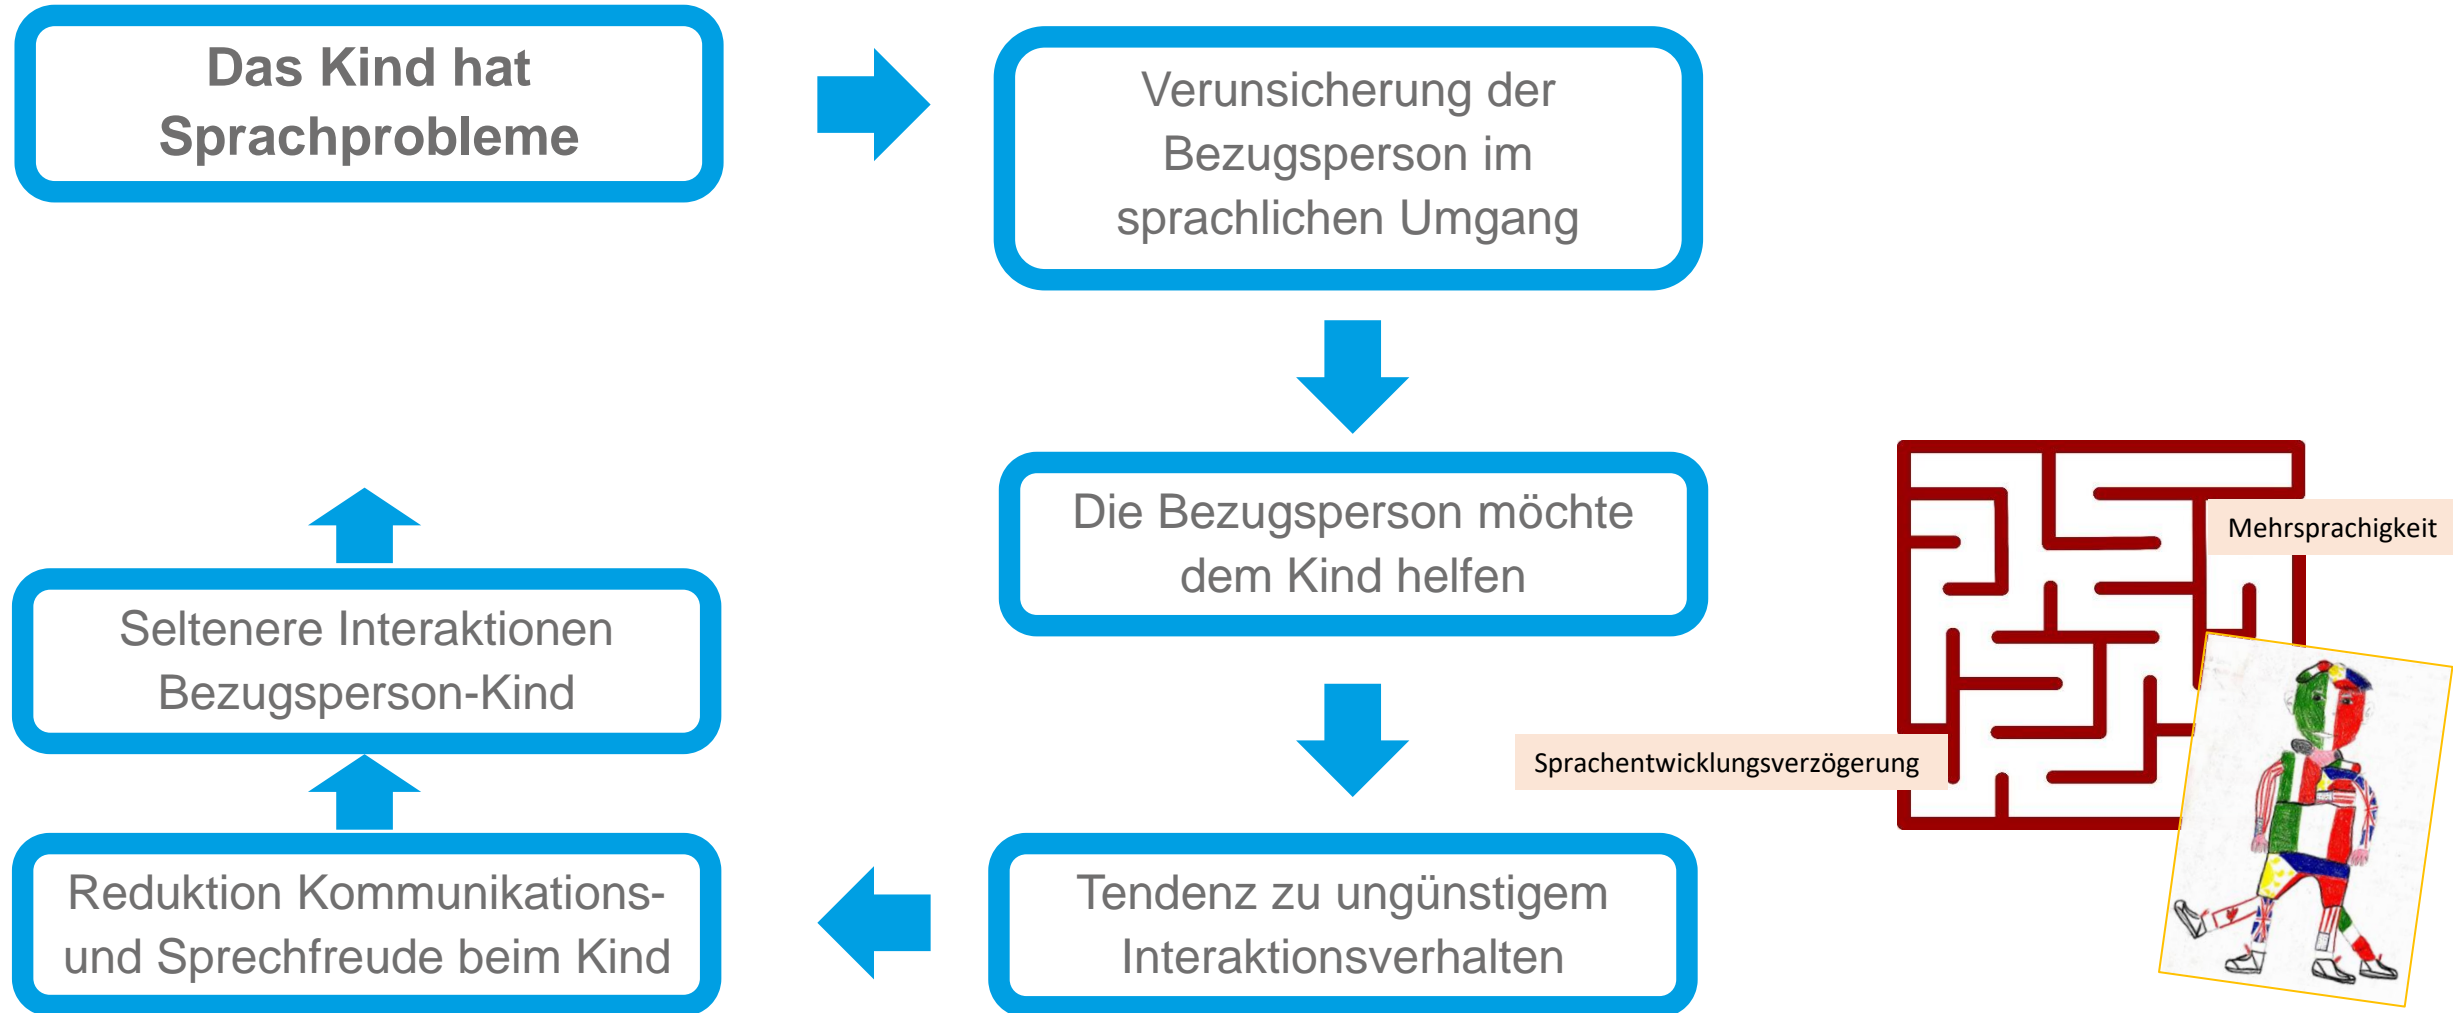 Das Kind hat
Sprachprobleme
Verunsicherung der
Bezugsperson im
sprachlichen Umgang
Die Bezugsperson möchte
dem Kind helfen
Tendenz zu ungünstigem
Interaktionsverhalten
Reduktion Kommunikations-
und Sprechfreude beim Kind
Seltenere Interaktionen
Bezugsperson-Kind
Mehrsprachigkeit
Sprachentwicklungsverzögerung